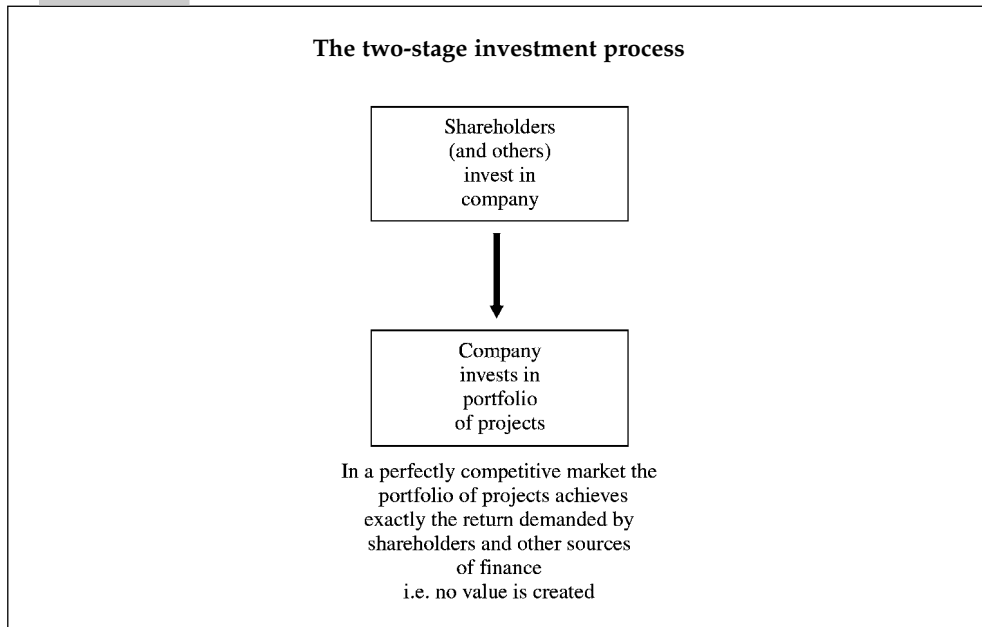 The two-stage investment process
Shareholders
(and others)
invest in
company
Company
invests in
portfolio
of projects
In a perfectly competitive market the
portfolio of projects achieves
exactly the return demanded by
shareholders and other sources
of finance
i.e. no value is created